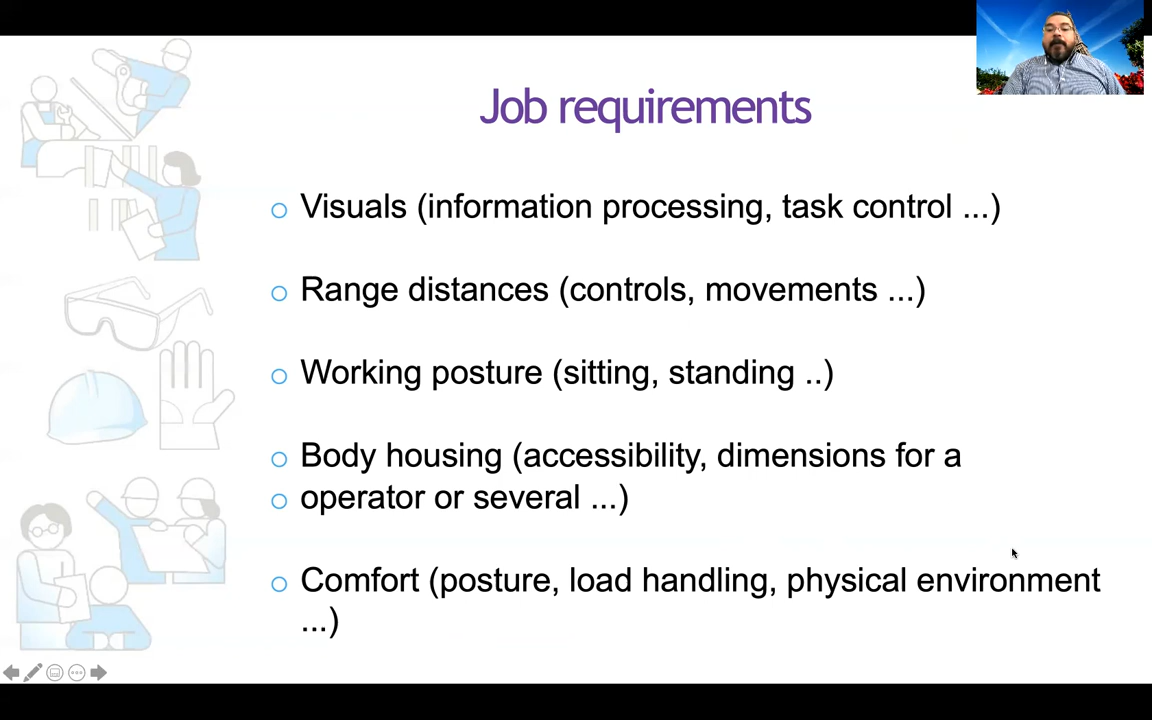 Job requirements
Visuals (information processing, task control ...)
Range distances (controls, movements ...)
Working posture (sitting, standing ..)
Body housing (accessibility, dimensions for a
operator or several ...)
Comfort (posture, load handling, physical environment
...)